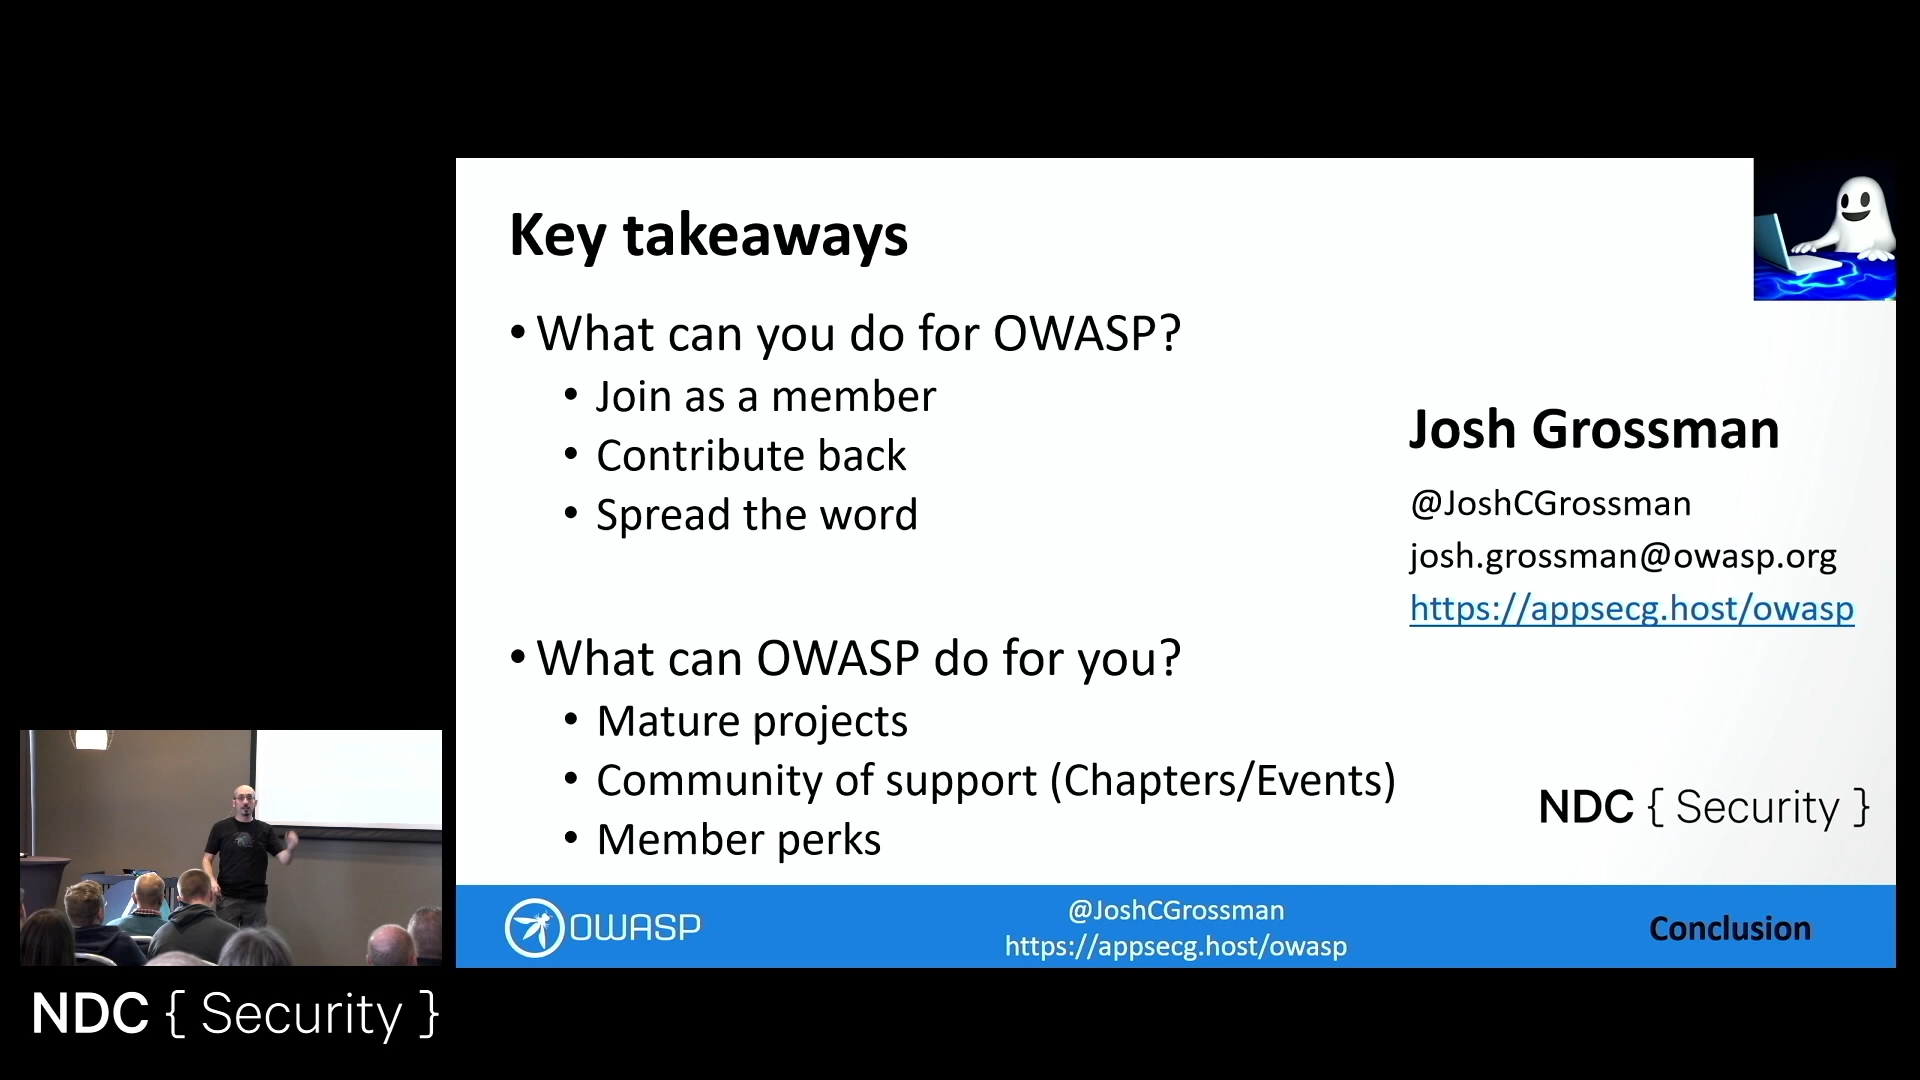 Key takeaways
• What can you do for OWASP?
• Join as a member
• Contribute back
• Spread the word
• What can OWASP do for you?
• Mature projects
• Community of support (Chapters/Events)
• Member perks
Josh Grossman
@JoshCGrossman
josh.grossman@owasp.org
https://appsecg.host/owasp
NDC { Security }
OWASP
@JoshCGrossman
https://appsecg.host/owasp
Conclusion
NDC { Security }